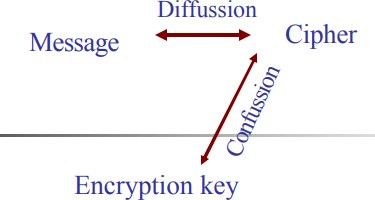 Diffussion
Message
Cipher
Confussion
Encryption key